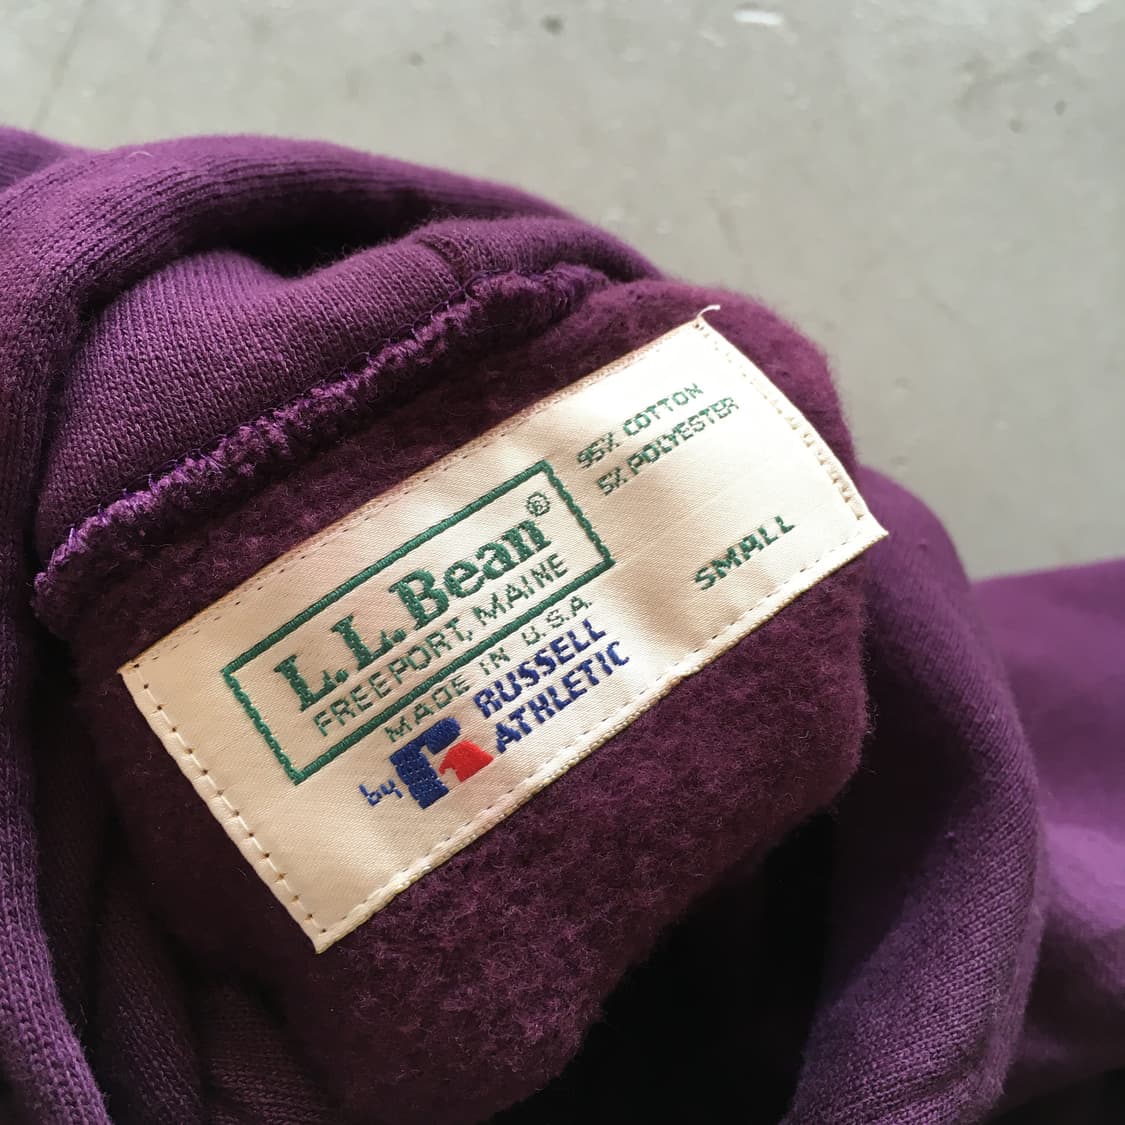 L.L.Bean®
FREEPORT, MAINE
MADE IN U.S.A.
by RUSSELL
ATHLETIC
95% COTTON
5% POLYESTER
SMALL